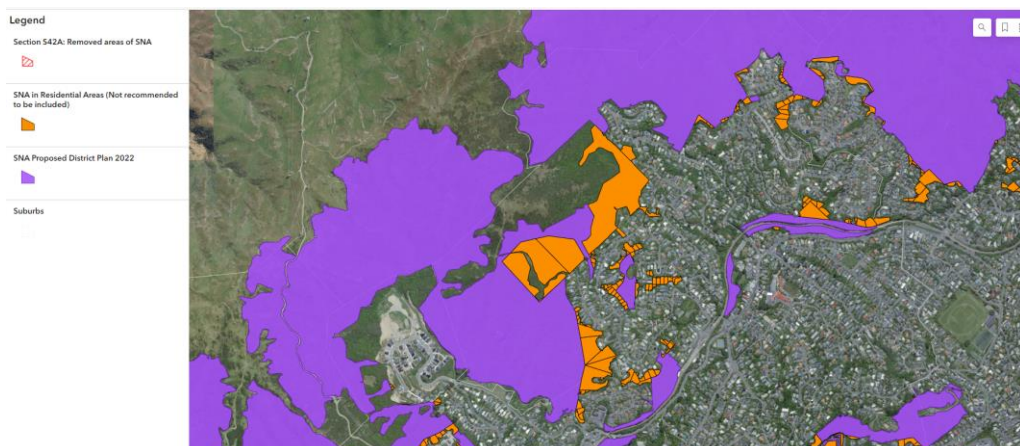 Legend
Section S42A: Removed areas of SNA
SNA in Residential Areas (Not recommended
to be included)
SNA Proposed District Plan 2022
Suburbs